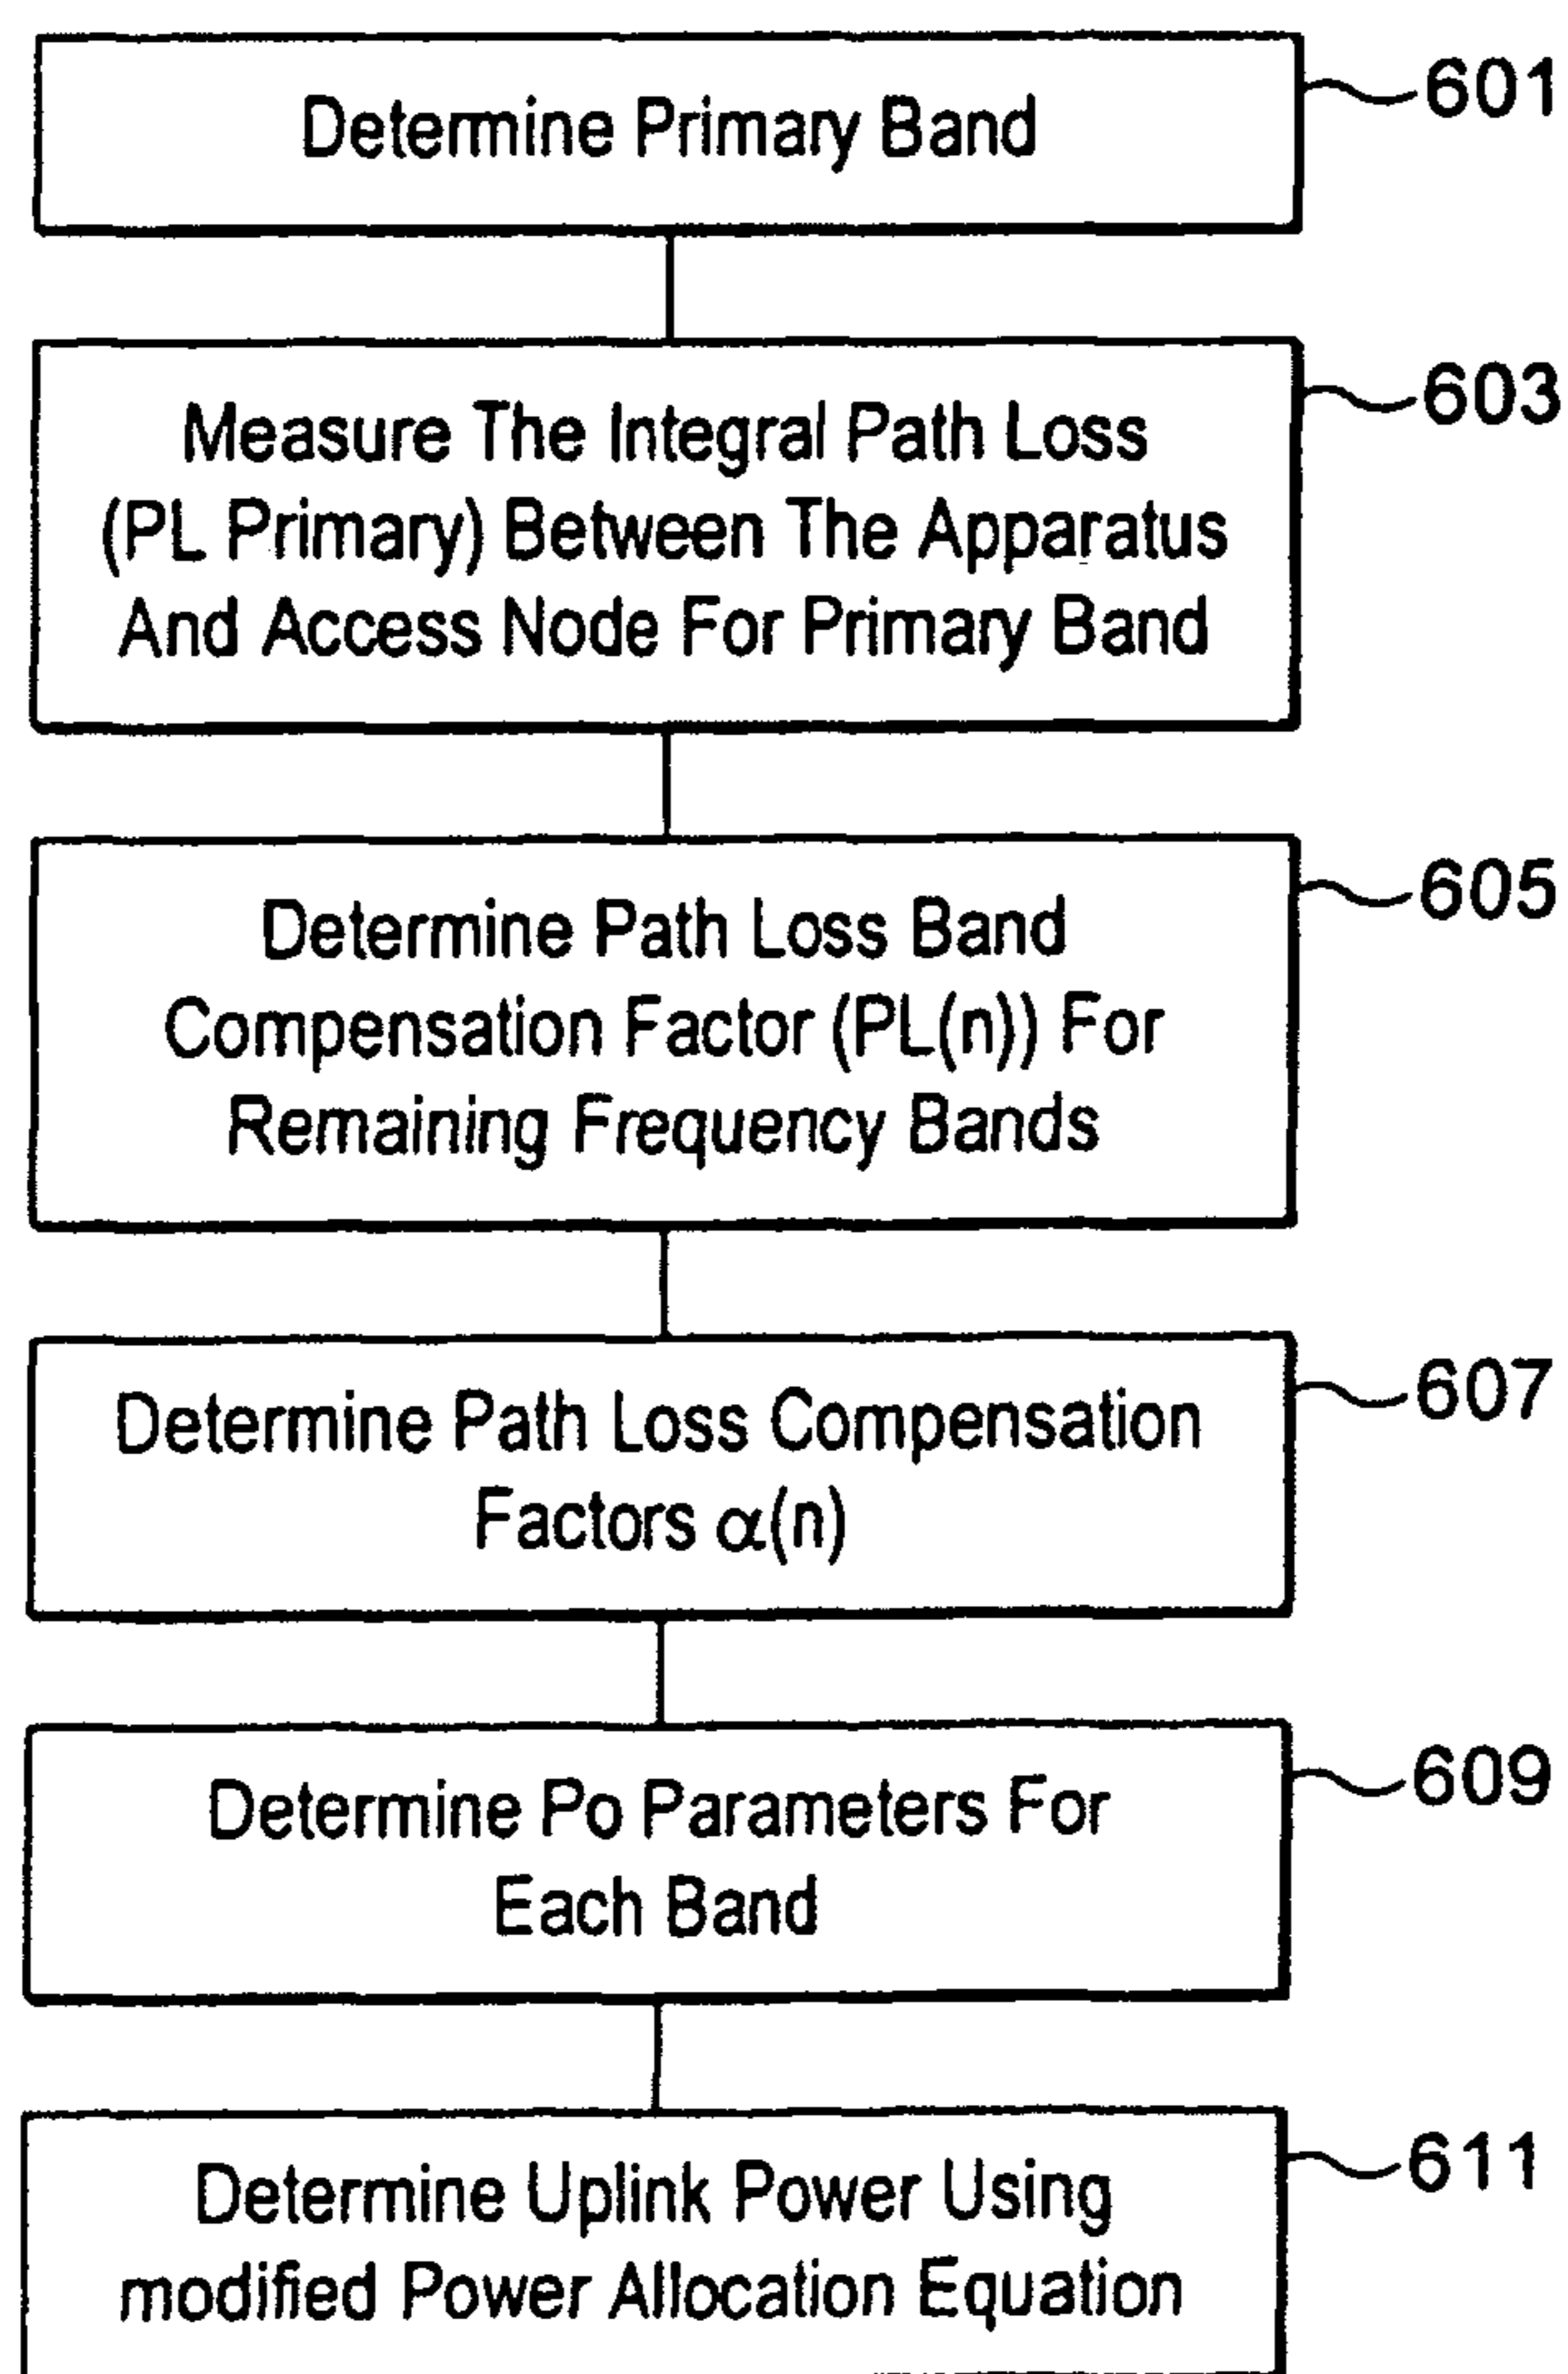 Determine Primary Band
601
Measure The Integral Path Loss
(PL Primary) Between The Apparatus
And Access Node For Primary Band
603
Determine Path Loss Band
Compensation Factor (PL(n)) For
Remaining Frequency Bands
605
Determine Path Loss Compensation
Factors α(n)
607
Determine Po Parameters For
Each Band
609
Determine Uplink Power Using
modified Power Allocation Equation
611